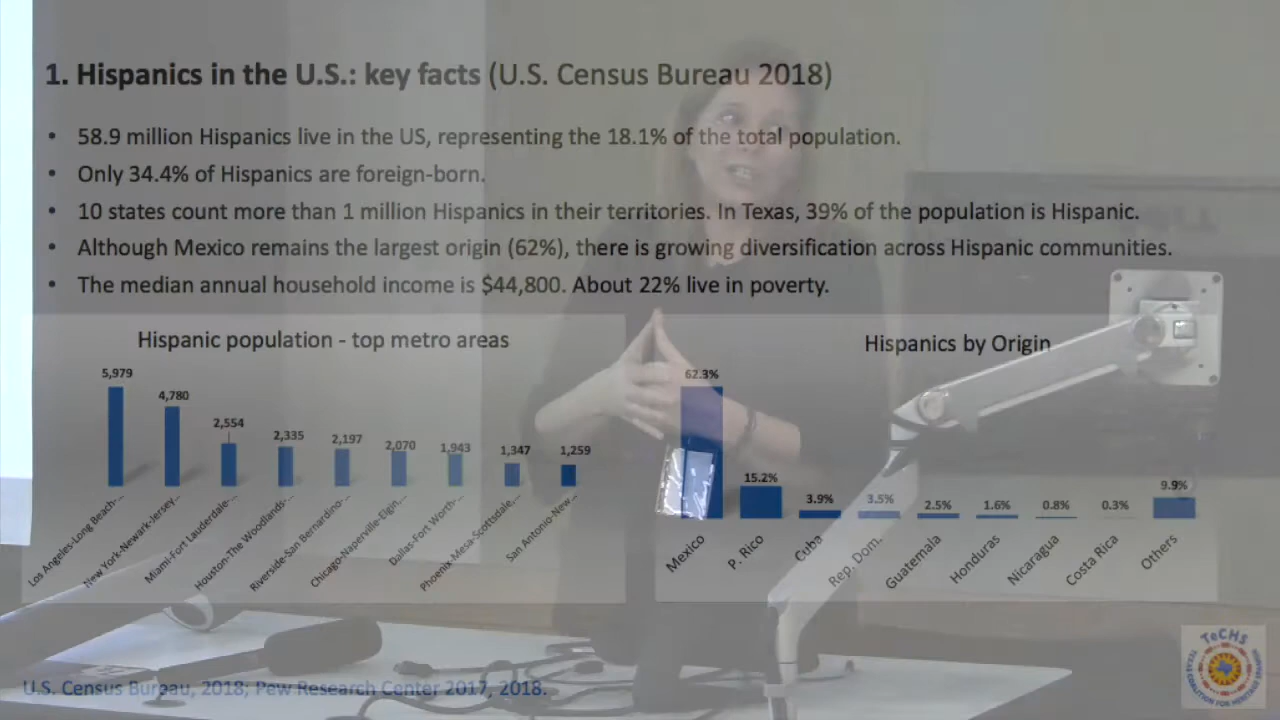 1. Hispanics in the U.S.: key facts (U.S. Census Bureau 2018)
• 58.9 million Hispanics live in the US, representing the 18.1% of the total population.
• Only 34.4% of Hispanics are foreign-born.
• 10 states count more than 1 million Hispanics in their territories. In Texas, 39% of the population is Hispanic.
• Although Mexico remains the largest origin (62%), there is growing diversification across Hispanic communities.
• The median annual household income is $44,800. About 22% live in poverty.
Hispanic population - top metro areas
5,979
4,780
2,554
2,335
2,197
2,070
1,943
1,347
1,259
Los Angeles-Long Beach-...
New York-Newark-Jersey...
Miami-Fort Lauderdale-...
Houston-The Woodlands-...
Riverside-San Bernardino-...
Chicago-Naperville-Elgin,...
Dallas-Fort Worth-...
Phoenix-Mesa-Scottsdale,...
San Antonio-New...
Hispanics by Origin
62.3%
15.2%
3.9%
3.5%
2.5%
1.6%
0.8%
0.3%
9.9%
Mexico
P. Rico
Cuba
Rep. Dom.
Guatemala
Honduras
Nicaragua
Costa Rica
Others
U.S. Census Bureau, 2018; Pew Research Center 2017, 2018.
TeCHS
TEXAS COALITION FOR HERITAGE SPANISH